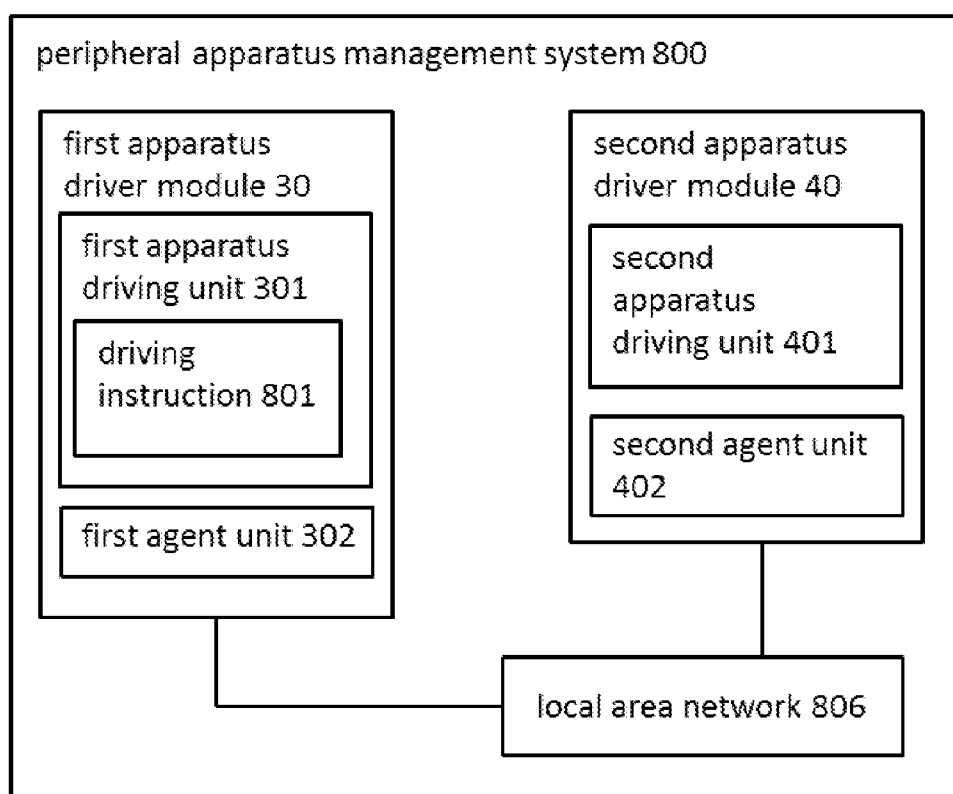 peripheral apparatus management system 800
first apparatus
driver module 30
first apparatus
driving unit 301
driving
instruction 801
first agent unit 302
second apparatus
driver module 40
second
apparatus
driving unit 401
second agent unit
402
local area network 806